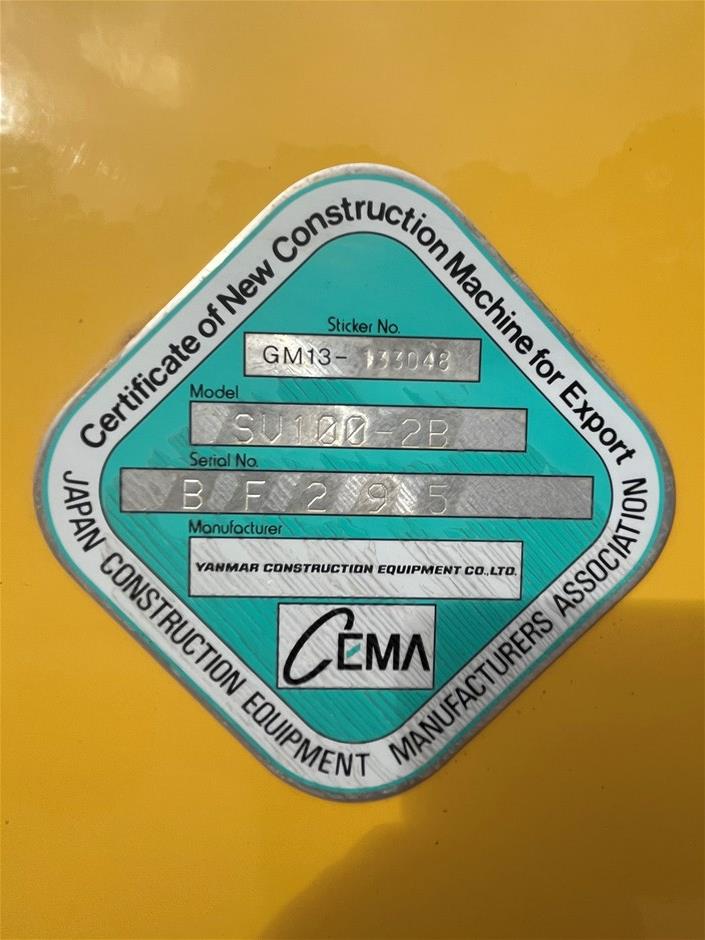 Certificate of New Construction Machine for Export
Sticker No.
GM13- 133048
Model
SV100-2B
Serial No.
BF295
Manufacturer
YANMAR CONSTRUCTION EQUIPMENT CO.,LTD.
CEMA
JAPAN CONSTRUCTION EQUIPMENT MANUFACTURERS ASSOCIATION